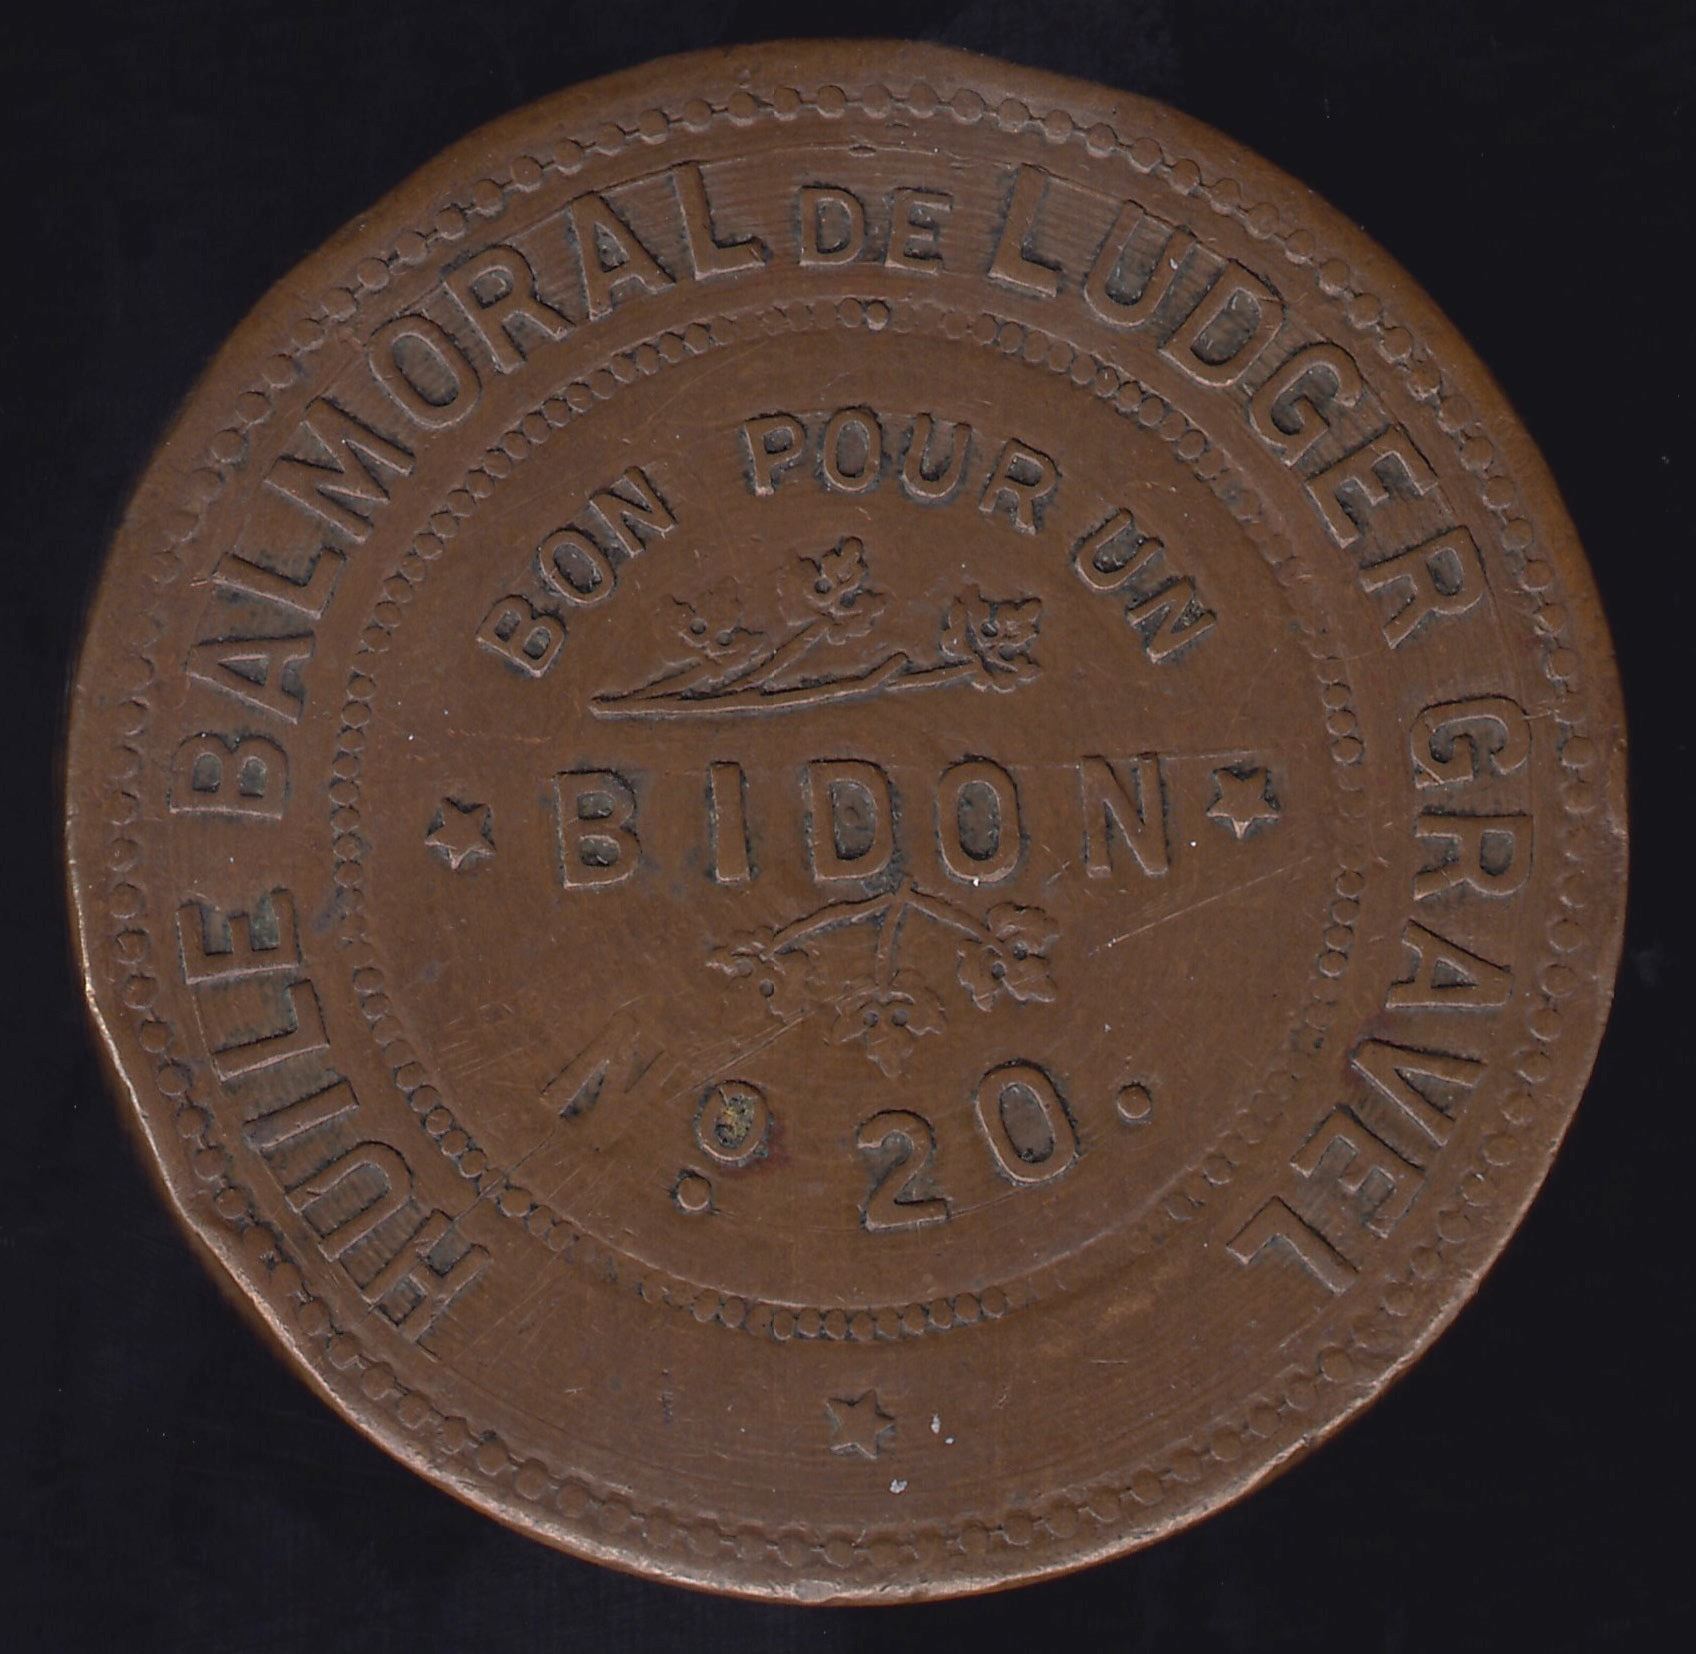 HUILE BALMORAL DE LUDGER GRAVEL
BON POUR UN
BIDON
No. 20.